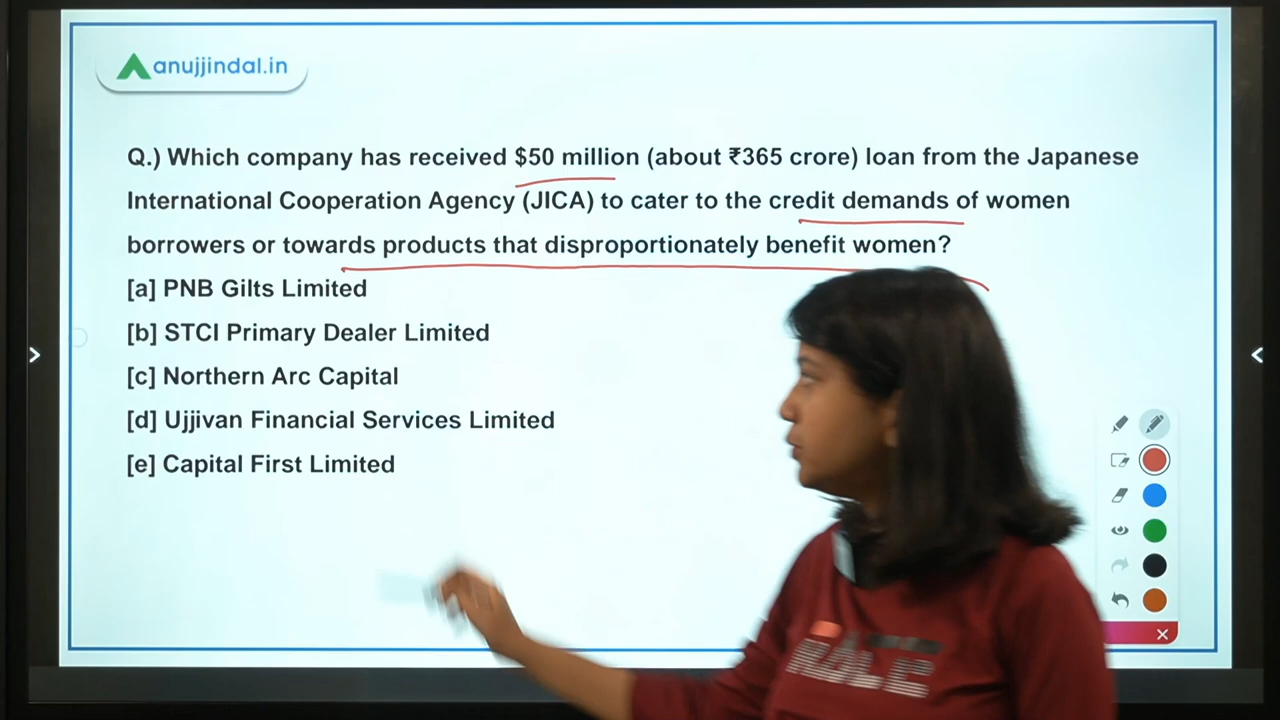 anujjindal.in
Q.) Which company has received $50 million (about ₹365 crore) loan from the Japanese
International Cooperation Agency (JICA) to cater to the credit demands of women
borrowers or towards products that disproportionately benefit women?
[a] PNB Gilts Limited
[b] STCI Primary Dealer Limited
[c] Northern Arc Capital
[d] Ujjivan Financial Services Limited
[e] Capital First Limited